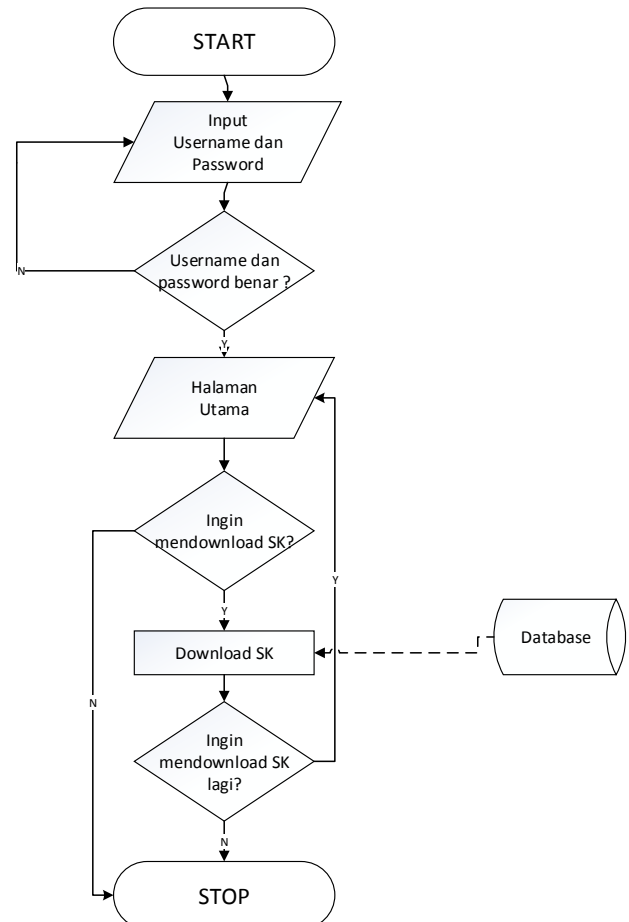 START
Input
Username dan
Password
Username dan
password benar ?
N
Y
Halaman
Utama
Ingin
mendownload SK?
Y
Y
Download SK
Database
N
Ingin
mendownload SK
lagi?
N
STOP